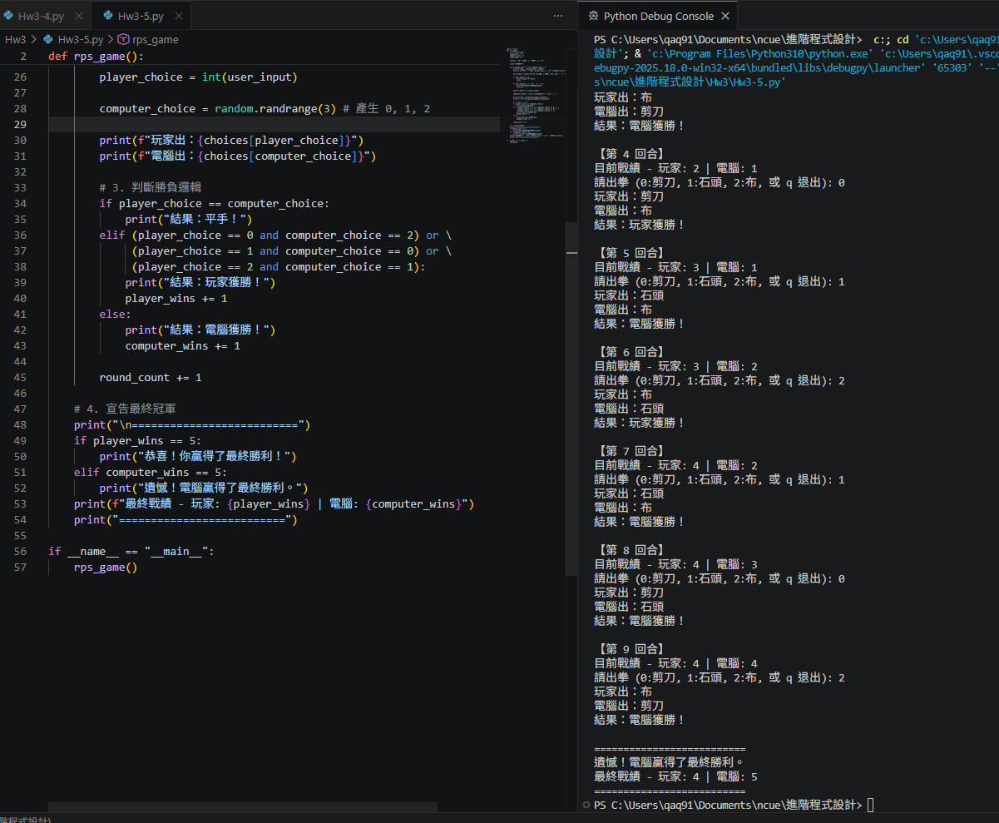 Hw3-4.py
Hw3-5.py
Hw3 > Hw3-5.py > rps_game
2 def rps_game():
26 player_choice = int(user_input)
27
28 computer_choice = random.randrange(3) # 產生 0, 1, 2
29
30 print(f"玩家出：{choices[player_choice]}")
31 print(f"電腦出：{choices[computer_choice]}")
32
33 # 3. 判斷勝負邏輯
34 if player_choice == computer_choice:
35 print("結果：平手！")
36 elif (player_choice == 0 and computer_choice == 2) or \
37 (player_choice == 1 and computer_choice == 0) or \
38 (player_choice == 2 and computer_choice == 1):
39 print("結果：玩家獲勝！")
40 player_wins += 1
41 else:
42 print("結果：電腦獲勝！")
43 computer_wins += 1
44
45 round_count += 1
46
47 # 4. 宣告最終冠軍
48 print("\n==========================")
49 if player_wins == 5:
50 print("恭喜！你贏得了最終勝利！")
51 elif computer_wins == 5:
52 print("遺憾！電腦贏得了最終勝利。")
53 print(f"最終戰績 - 玩家: {player_wins} | 電腦: {computer_wins}")
54 print("==========================")
55
56 if __name__ == "__main__":
57 rps_game()
Python Debug Console
PS C:\Users\qaq91\Documents\ncue\進階程式設計> c:; cd 'c:\Users\qaq91
設計'; & 'c:\Program Files\Python310\python.exe' 'c:\Users\qaq91\.vsco
ebugpy-2025.18.0-win32-x64\bundled\libs\debugpy\launcher' '65303' '--'
s\ncue\進階程式設計\Hw3\Hw3-5.py'
玩家出：布
電腦出：剪刀
結果：電腦獲勝！
【第 4 回合】
目前戰績 - 玩家: 2 | 電腦: 1
請出拳 (0:剪刀, 1:石頭, 2:布, 或 q 退出): 0
玩家出：剪刀
電腦出：布
結果：玩家獲勝！
【第 5 回合】
目前戰績 - 玩家: 3 | 電腦: 1
請出拳 (0:剪刀, 1:石頭, 2:布, 或 q 退出): 1
玩家出：石頭
電腦出：布
結果：電腦獲勝！
【第 6 回合】
目前戰績 - 玩家: 3 | 電腦: 2
請出拳 (0:剪刀, 1:石頭, 2:布, 或 q 退出): 2
玩家出：布
電腦出：石頭
結果：玩家獲勝！
【第 7 回合】
目前戰績 - 玩家: 4 | 電腦: 2
請出拳 (0:剪刀, 1:石頭, 2:布, 或 q 退出): 1
玩家出：石頭
電腦出：布
結果：電腦獲勝！
【第 8 回合】
目前戰績 - 玩家: 4 | 電腦: 3
請出拳 (0:剪刀, 1:石頭, 2:布, 或 q 退出): 0
玩家出：剪刀
電腦出：石頭
結果：電腦獲勝！
【第 9 回合】
目前戰績 - 玩家: 4 | 電腦: 4
請出拳 (0:剪刀, 1:石頭, 2:布, 或 q 退出): 2
玩家出：布
電腦出：剪刀
結果：電腦獲勝！
==========================
遺憾！電腦贏得了最終勝利。
最終戰績 - 玩家: 4 | 電腦: 5
==========================
PS C:\Users\qaq91\Documents\ncue\進階程式設計>